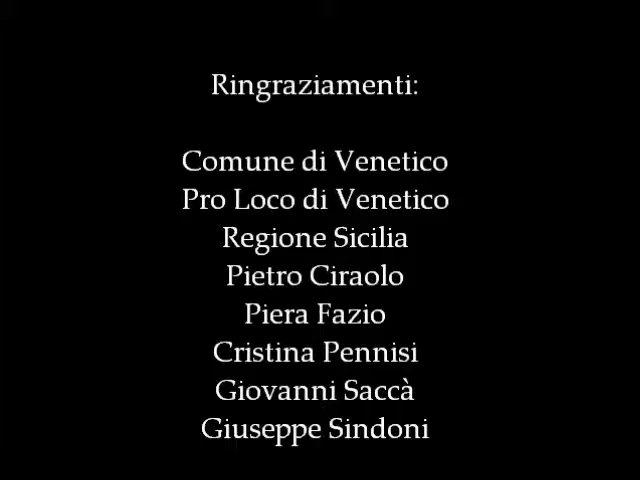 Ringraziamenti:
Comune di Venetico
Pro Loco di Venetico
Regione Sicilia
Pietro Ciraolo
Piera Fazio
Cristina Pennisi
Giovanni Saccà
Giuseppe Sindoni